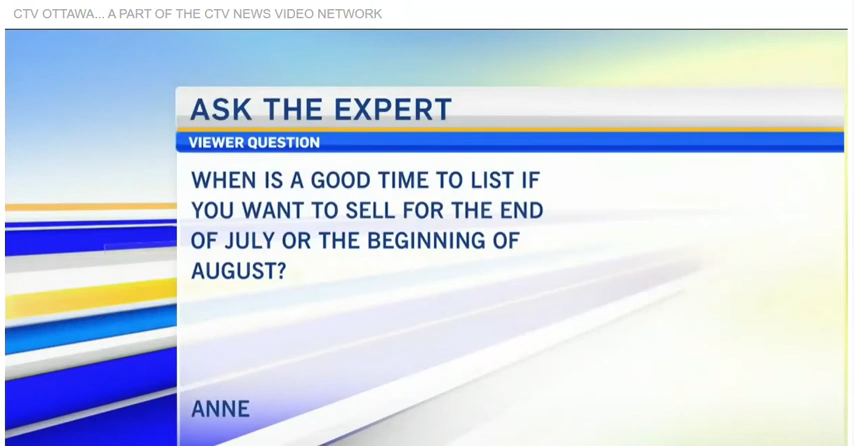 CTV OTTAWA... A PART OF THE CTV NEWS VIDEO NETWORK
ASK THE EXPERT
VIEWER QUESTION
WHEN IS A GOOD TIME TO LIST IF
YOU WANT TO SELL FOR THE END
OF JULY OR THE BEGINNING OF
AUGUST?
ANNE